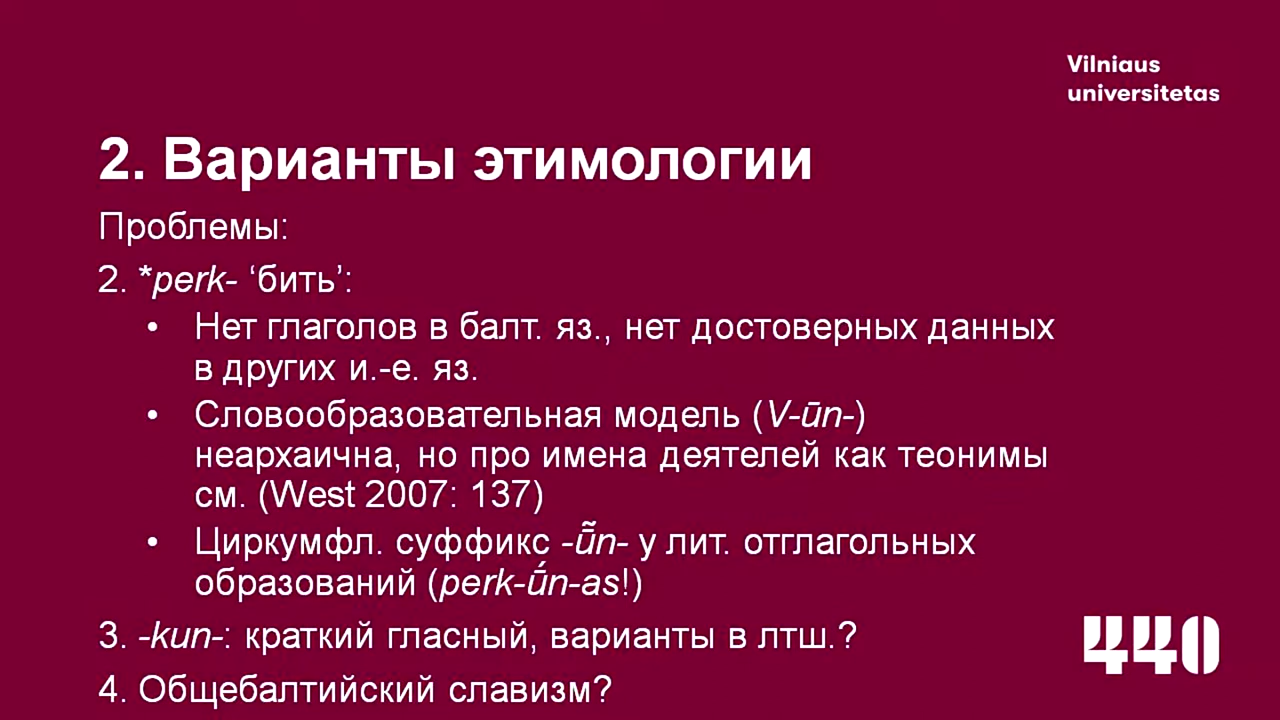 Vilniaus
universitetas
2. Варианты этимологии
Проблемы:
2. *perk- ‘бить’:
• Нет глаголов в балт. яз., нет достоверных данных
в других и.-е. яз.
• Словообразовательная модель (V-ūn-)
неархаична, но про имена деятелей как теонимы
см. (West 2007: 137)
• Циркумфл. суффикс -ū̃n- у лит. отглагольных
образований (perk-ū́n-as!)
3. -kun-: краткий гласный, варианты в лтш.?
4. Общебалтийский славизм?
440